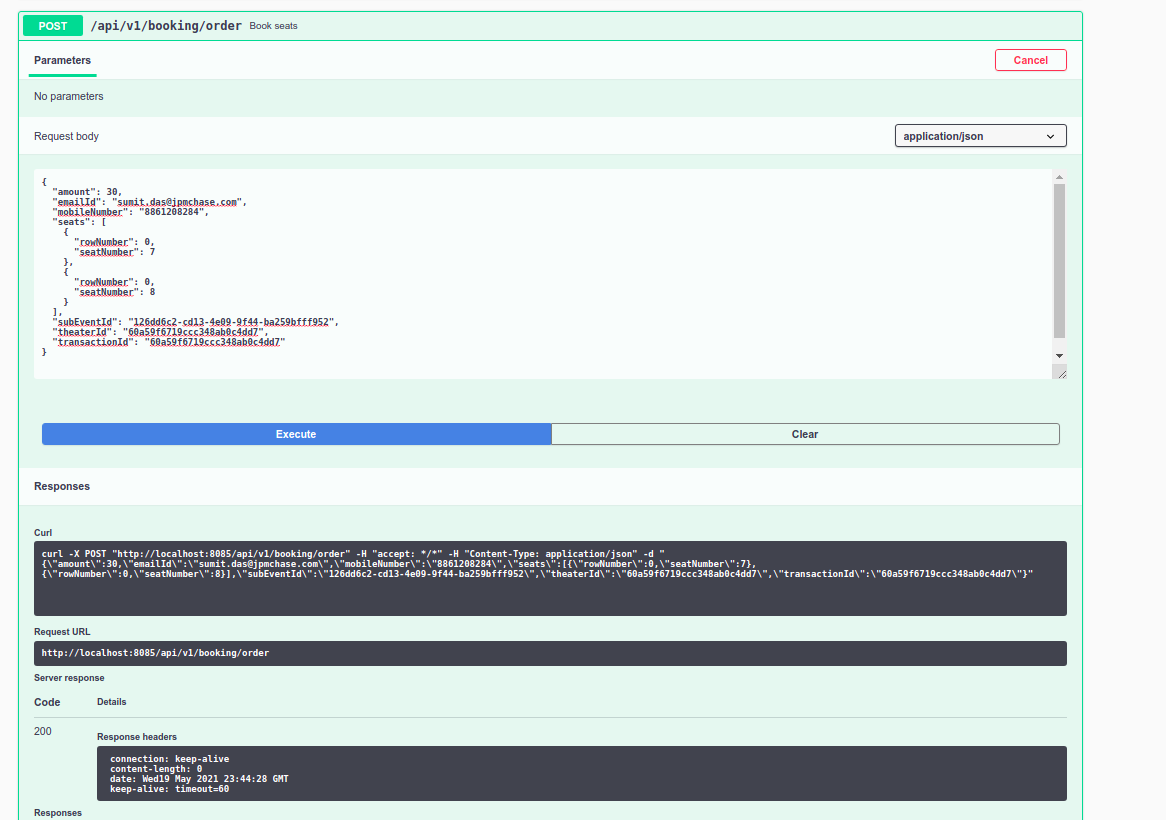 POST /api/v1/booking/order Book seats
Parameters
Cancel
No parameters
Request body
application/json
{
"amount": 30,
"emailId": "sumit.das@jpmchase.com",
"mobileNumber": "8861208284",
"seats": [
{
"rowNumber": 0,
"seatNumber": 7
},
{
"rowNumber": 0,
"seatNumber": 8
}
],
"subEventId": "126dd6c2-cd13-4e09-9f44-ba259bfff952",
"theaterId": "60a59f6719ccc348ab0c4dd7",
"transactionId": "60a59f6719ccc348ab0c4dd7"
}
Execute
Clear
Responses
Curl
curl -X POST "http://localhost:8085/api/v1/booking/order" -H "accept: */*" -H "Content-Type: application/json" -d "
{\"amount\":30,\"emailId\":\"sumit.das@jpmchase.com\",\"mobileNumber\":\"8861208284\",\"seats\":[{\"rowNumber\":0,\"seatNumber\":7},
{\"rowNumber\":0,\"seatNumber\":8}],\"subEventId\":\"126dd6c2-cd13-4e09-9f44-ba259bfff952\",\"theaterId\":\"60a59f6719ccc348ab0c4dd7\",\"transactionId\":\"60a59f6719ccc348ab0c4dd7\"}"
Request URL
http://localhost:8085/api/v1/booking/order
Server response
Code Details
200
Response headers
connection: keep-alive
content-length: 0
date: Wed19 May 2021 23:44:28 GMT
keep-alive: timeout=60
Responses